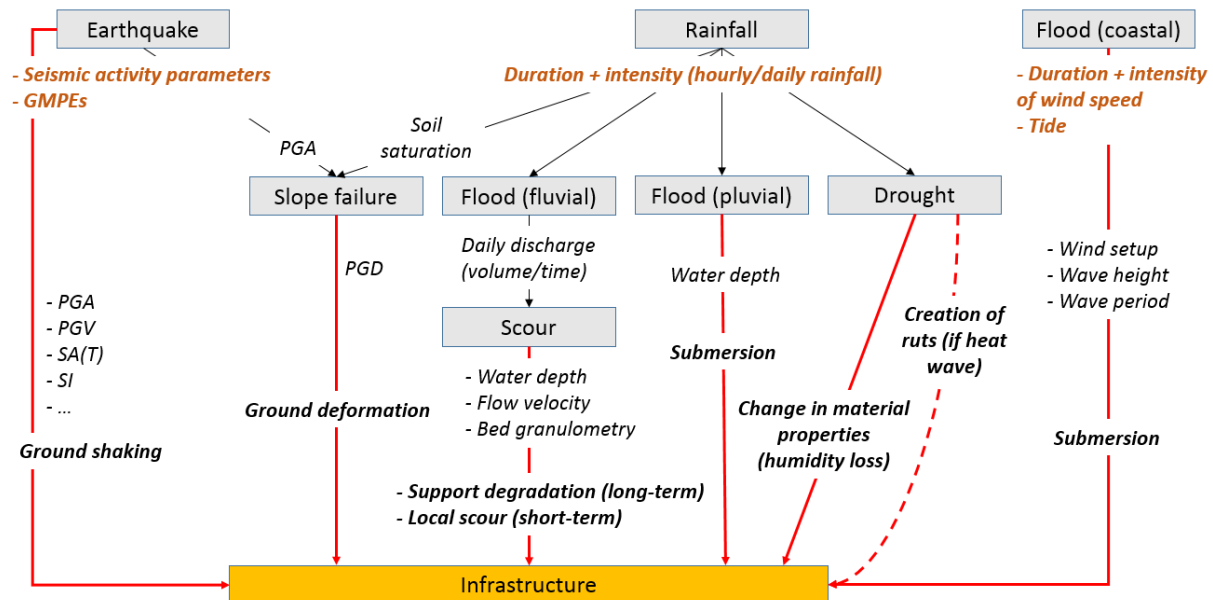 Earthquake
Rainfall
Flood (coastal)
- Seismic activity parameters
- GMPEs
Duration + intensity (hourly/daily rainfall)
- Duration + intensity
of wind speed
- Tide
PGA
Soil
saturation
Slope failure
Flood (fluvial)
Flood (pluvial)
Drought
PGD
Daily discharge
(volume/time)
Water depth
- Wind setup
- Wave height
- Wave period
- PGA
- PGV
- SA(T)
- SI
- ...
Scour
Creation of
ruts (if heat
wave)
- Water depth
- Flow velocity
- Bed granulometry
Submersion
Ground shaking
Ground deformation
Change in material
properties
(humidity loss)
Submersion
- Support degradation (long-term)
- Local scour (short-term)
Infrastructure